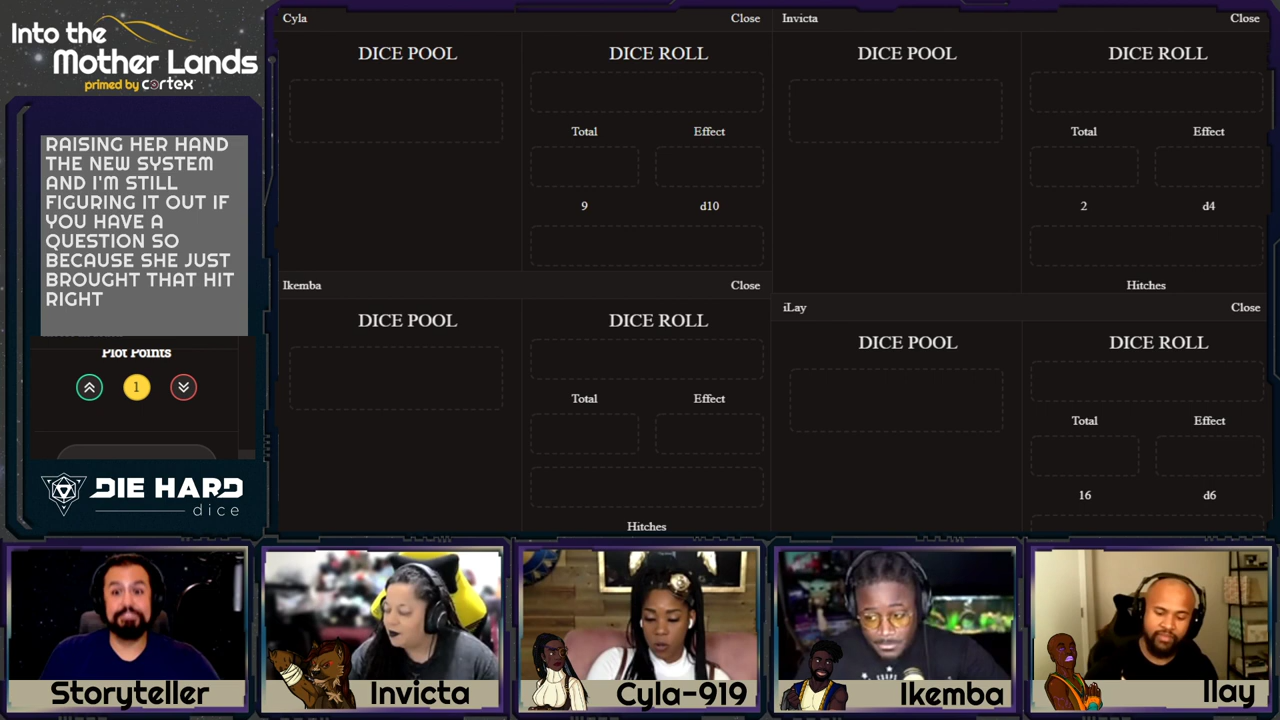 Into the
Mother Lands
primed by cortex
RAISING HER HAND
THE NEW SYSTEM
AND I'M STILL
FIGURING IT OUT IF
YOU HAVE A
QUESTION SO
BECAUSE SHE JUST
BROUGHT THAT HIT
RIGHT
Plot Points
1
DIE HARD
dice
Cyla
Close
DICE POOL
DICE ROLL
Total
Effect
9
d10
Invicta
Close
DICE POOL
DICE ROLL
Total
Effect
2
d4
Hitches
Ikemba
Close
DICE POOL
DICE ROLL
Total
Effect
Hitches
iLay
Close
DICE POOL
DICE ROLL
Total
Effect
16
d6
Storyteller
Invicta
Cyla-919
Ikemba
Ilay